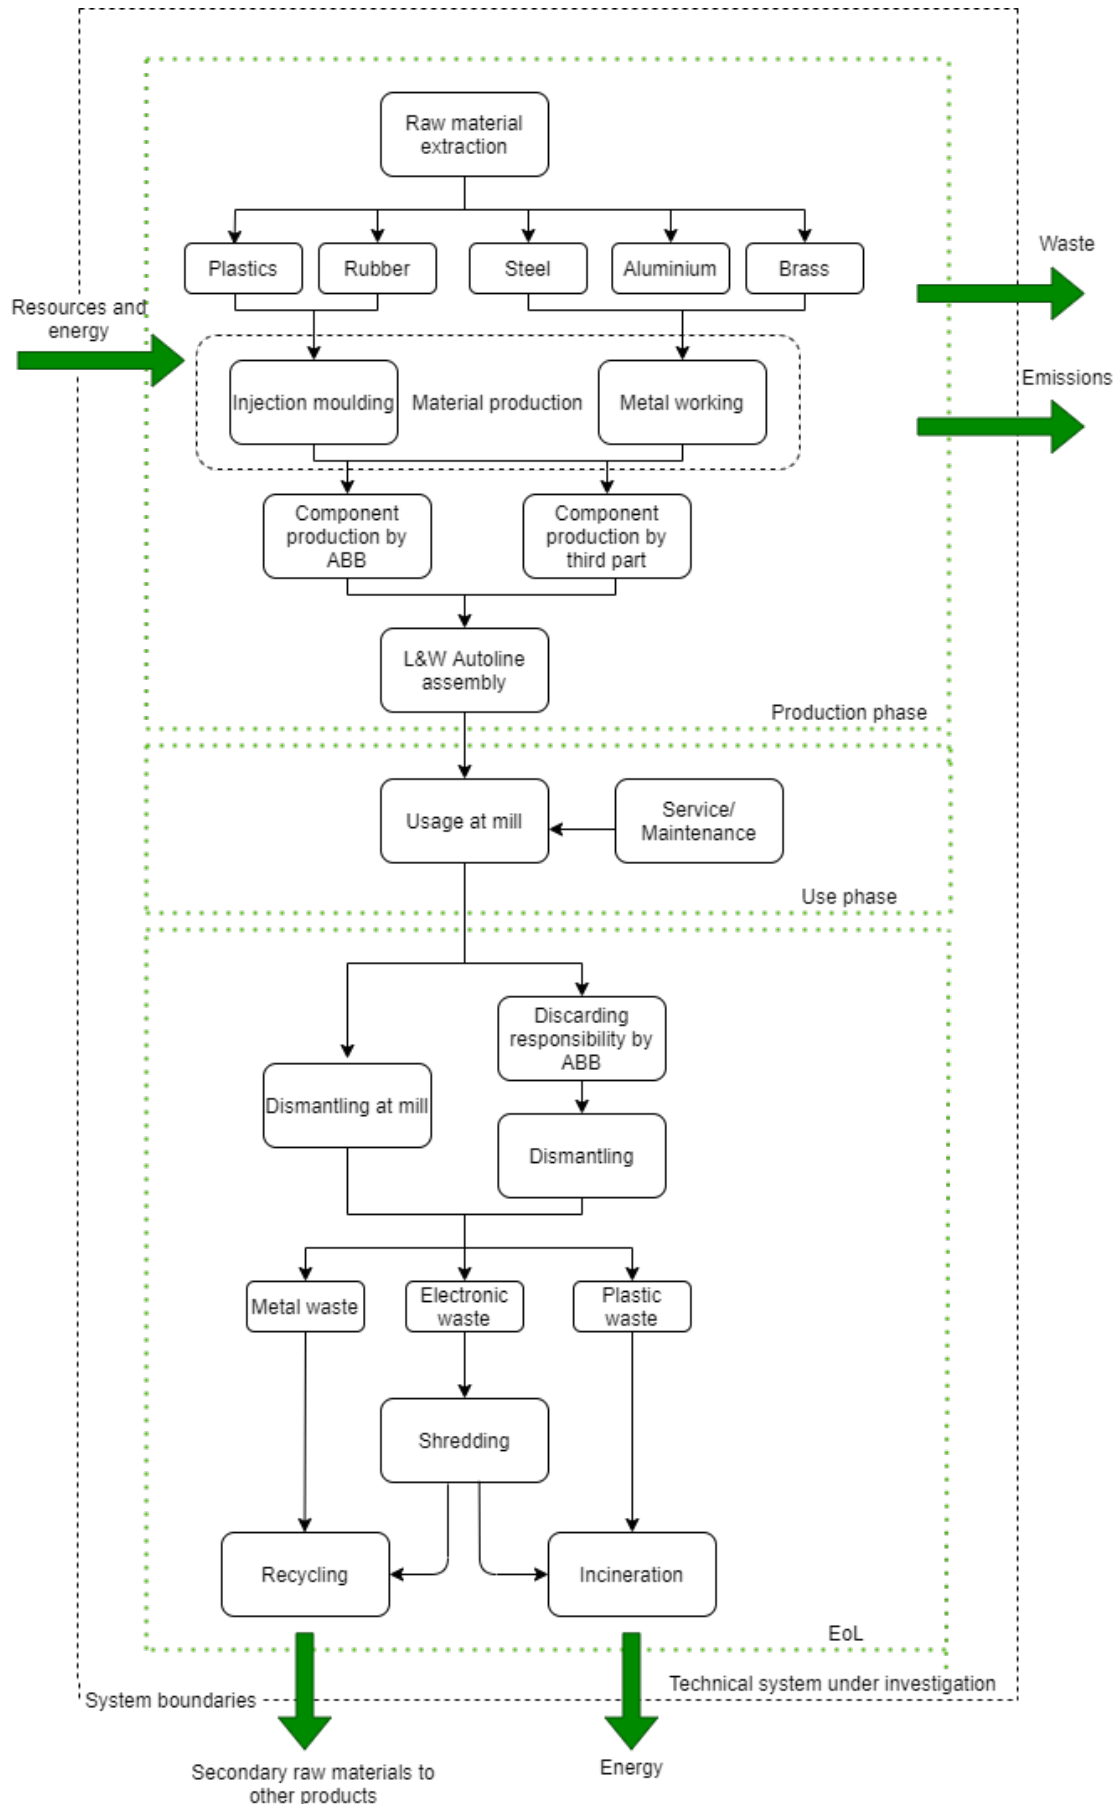 Raw material
extraction
Waste
Plastics
Rubber
Steel
Aluminium
Brass
Resources and
energy
Emissions
Injection moulding
Material production
Metal working
Component
production by
ABB
Component
production by
third part
L&W Autoline
assembly
Production phase
Usage at mill
Service/
Maintenance
Use phase
Discarding
responsibility by
ABB
Dismantling at mill
Dismantling
Metal waste
Electronic
waste
Plastic
waste
Shredding
Recycling
Incineration
EoL
Technical system under investigation
System boundaries
Secondary raw materials to
other products
Energy